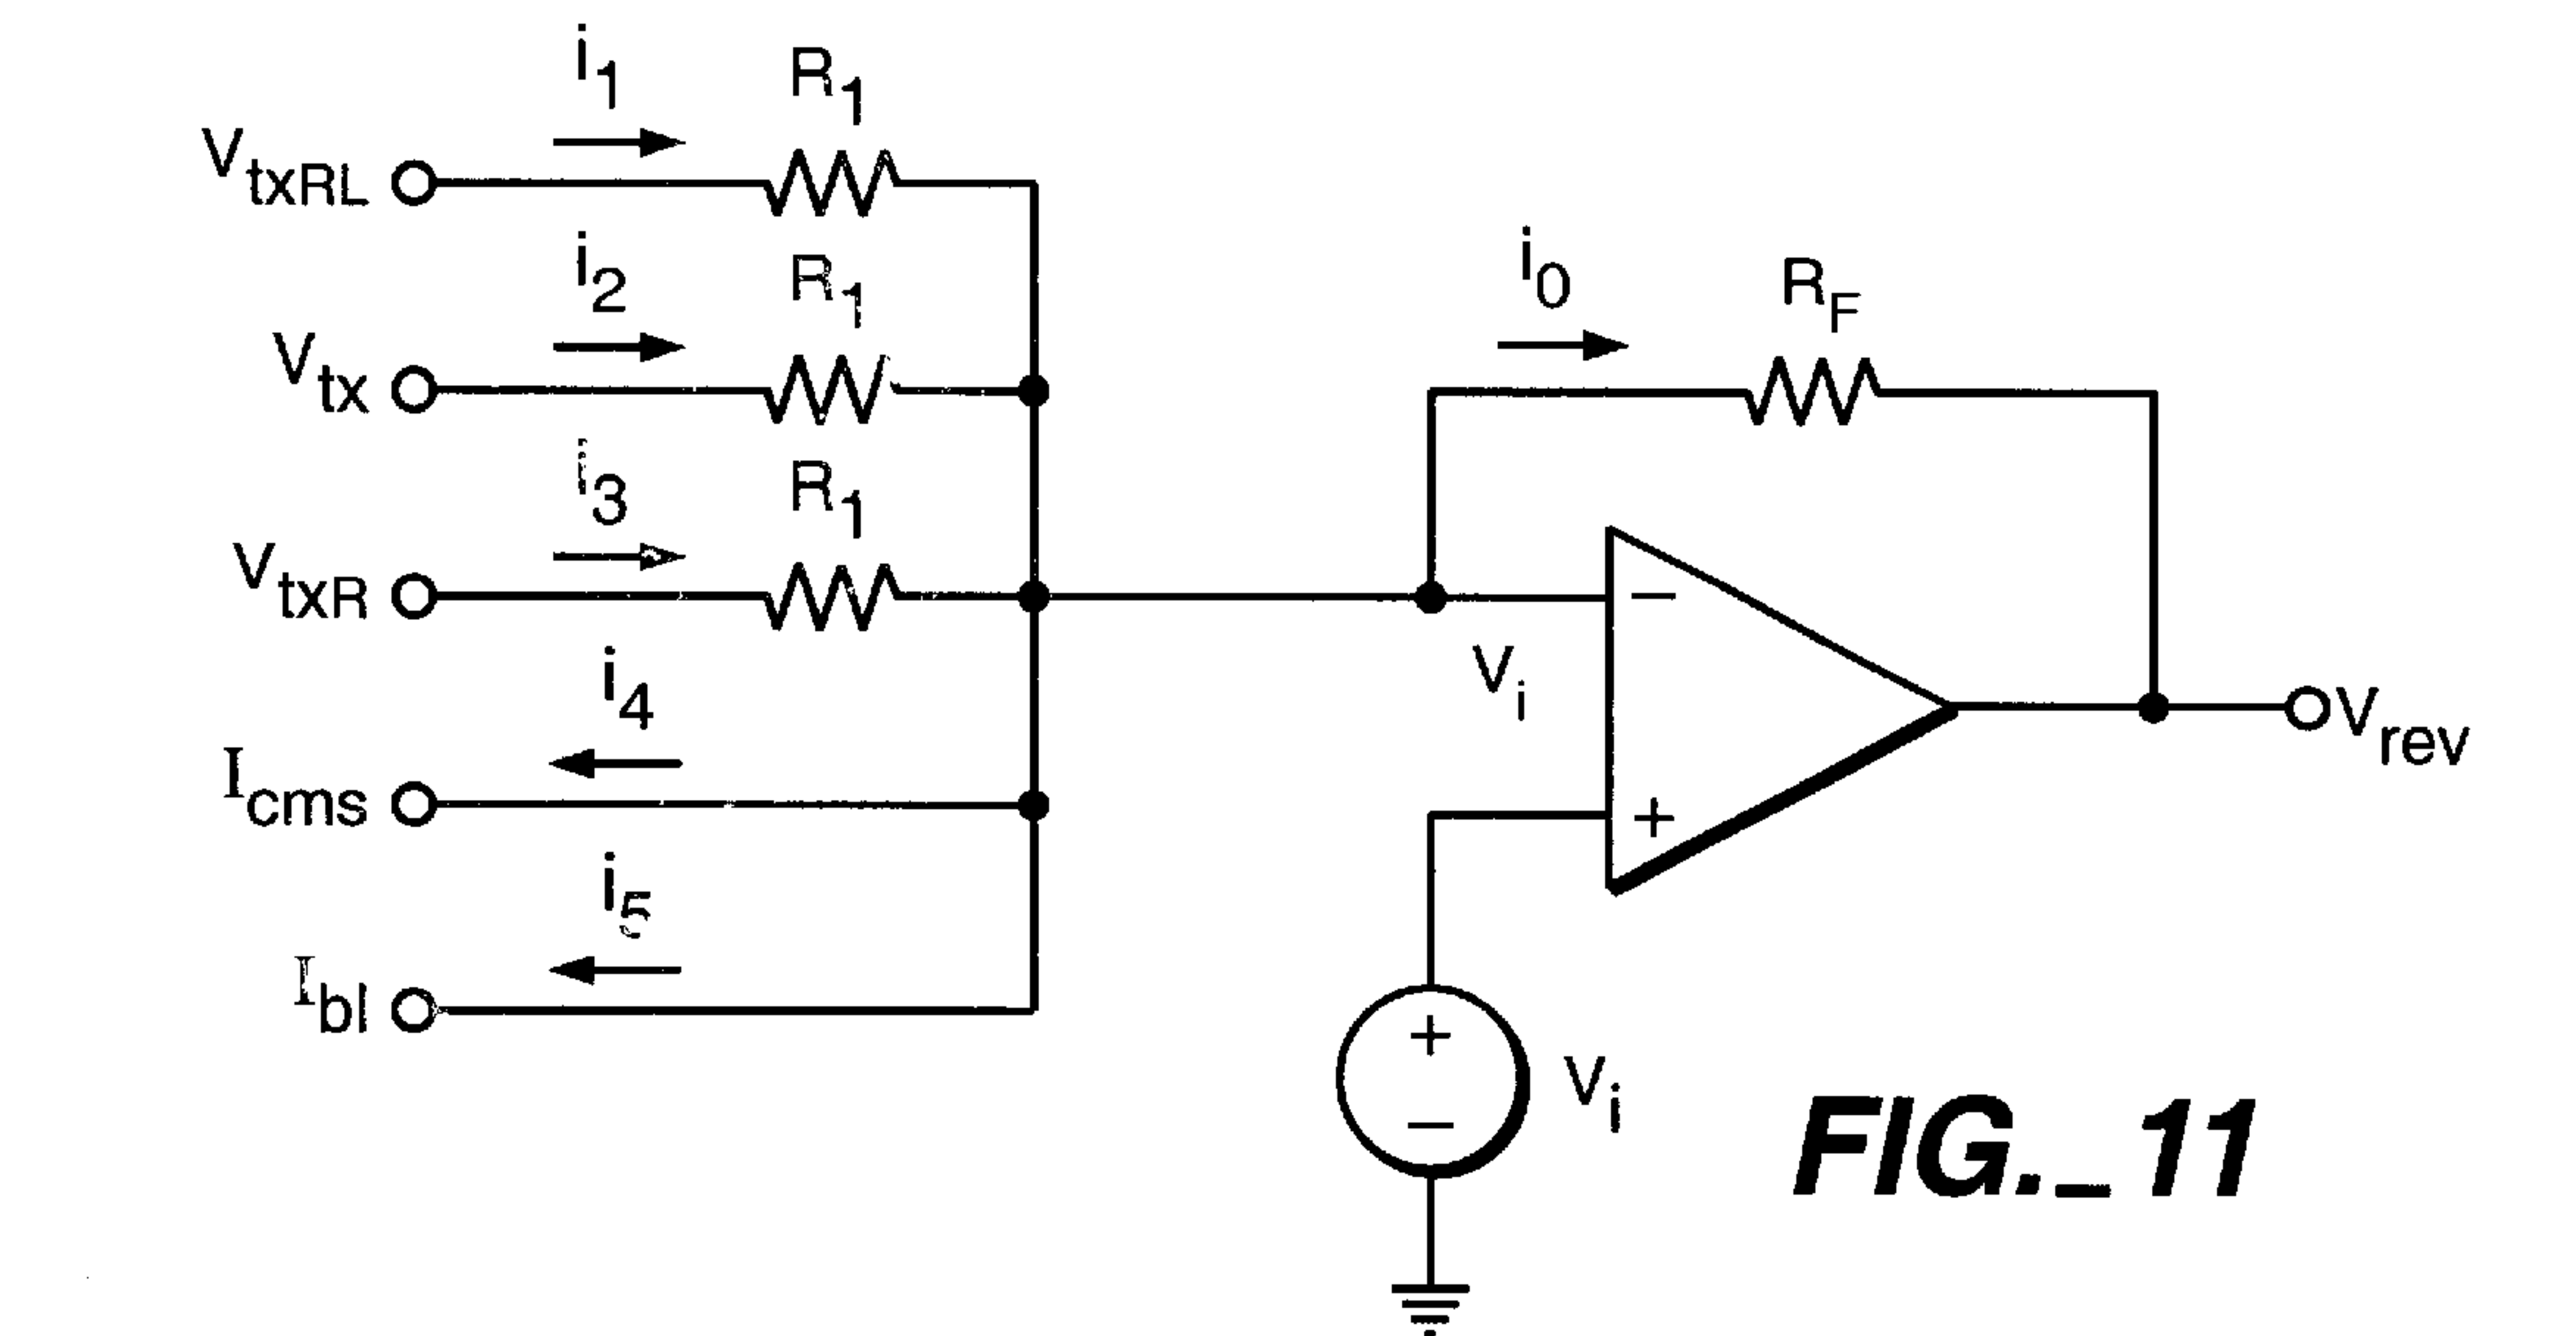 i1 R1
VtxRL
i2 R1
Vtx
i3 R1
VtxR
i4
Icms
i5
Ibl
i0 RF
−
Vi
+
Vrev
+
−
Vi
FIG._11